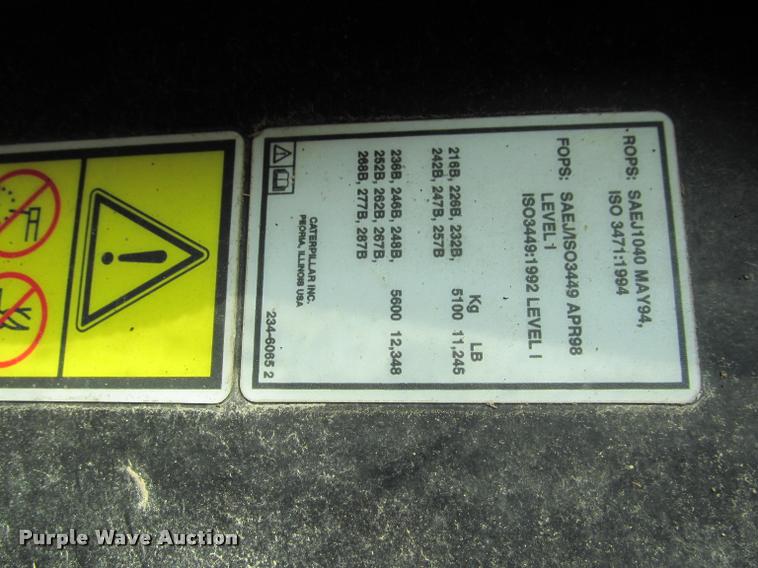 ROPS: SAEJ1040 MAY94,
ISO 3471:1994
FOPS: SAEJ/ISO3449 APR98
LEVEL I
ISO3449:1992 LEVEL I
Kg LB
216B, 226B, 232B, 5100 11,245
242B, 247B, 257B
236B, 246B, 248B, 5600 12,348
252B, 262B, 267B,
268B, 277B, 287B
CATERPILLAR INC.
PEORIA, ILLINOIS USA
234-6065 2
Purple Wave Auction